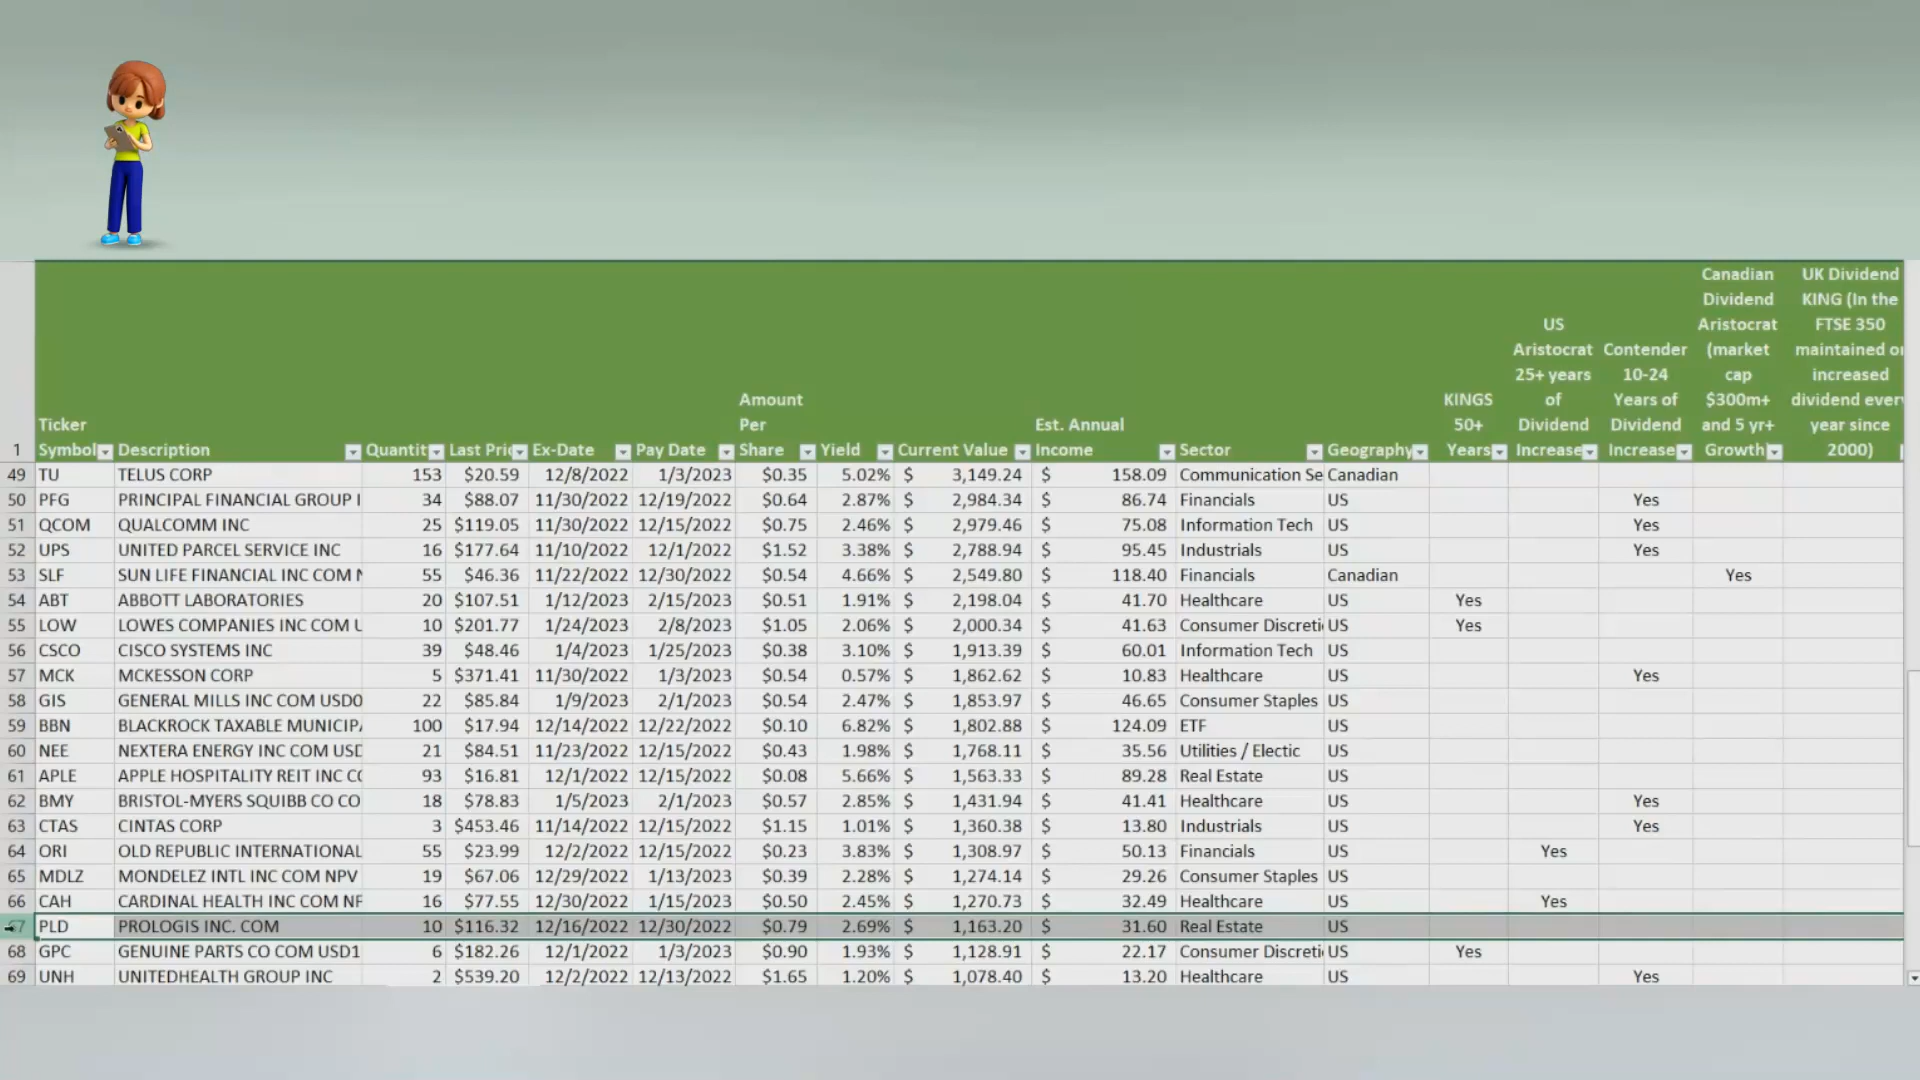 1 Ticker Symbol Description Quantit Last Pric Ex-Date Pay Date Amount Per Share Yield Current Value Est. Annual Income Sector Geography KINGS 50+ Years US Aristocrat 25+ years of Dividend Increase Contender 10-24 Years of Dividend Increase Canadian Dividend Aristocrat (market cap $300m+ and 5 yr+ Growth UK Dividend KING (In the FTSE 350 maintained or increased dividend every year since 2000)
49 TU TELUS CORP 153 $20.59 12/8/2022 1/3/2023 $0.35 5.02% $ 3,149.24 $ 158.09 Communication Se Canadian
50 PFG PRINCIPAL FINANCIAL GROUP I 34 $88.07 11/30/2022 12/19/2022 $0.64 2.87% $ 2,984.34 $ 86.74 Financials US Yes
51 QCOM QUALCOMM INC 25 $119.05 11/30/2022 12/15/2022 $0.75 2.46% $ 2,979.46 $ 75.08 Information Tech US Yes
52 UPS UNITED PARCEL SERVICE INC 16 $177.64 11/10/2022 12/1/2022 $1.52 3.38% $ 2,788.94 $ 95.45 Industrials US Yes
53 SLF SUN LIFE FINANCIAL INC COM N 55 $46.36 11/22/2022 12/30/2022 $0.54 4.66% $ 2,549.80 $ 118.40 Financials Canadian Yes
54 ABT ABBOTT LABORATORIES 20 $107.51 1/12/2023 2/15/2023 $0.51 1.91% $ 2,198.04 $ 41.70 Healthcare US Yes
55 LOW LOWES COMPANIES INC COM U 10 $201.77 1/24/2023 2/8/2023 $1.05 2.06% $ 2,000.34 $ 41.63 Consumer Discreti US Yes
56 CSCO CISCO SYSTEMS INC 39 $48.46 1/4/2023 1/25/2023 $0.38 3.10% $ 1,913.39 $ 60.01 Information Tech US
57 MCK MCKESSON CORP 5 $371.41 11/30/2022 1/3/2023 $0.54 0.57% $ 1,862.62 $ 10.83 Healthcare US Yes
58 GIS GENERAL MILLS INC COM USD0 22 $85.84 1/9/2023 2/1/2023 $0.54 2.47% $ 1,853.97 $ 46.65 Consumer Staples US
59 BBN BLACKROCK TAXABLE MUNICIPA 100 $17.94 12/14/2022 12/22/2022 $0.10 6.82% $ 1,802.88 $ 124.09 ETF US
60 NEE NEXTERA ENERGY INC COM USD 21 $84.51 11/23/2022 12/15/2022 $0.43 1.98% $ 1,768.11 $ 35.56 Utilities / Electic US
61 APLE APPLE HOSPITALITY REIT INC CO 93 $16.81 12/1/2022 12/15/2022 $0.08 5.66% $ 1,563.33 $ 89.28 Real Estate US
62 BMY BRISTOL-MYERS SQUIBB CO CO 18 $78.83 1/5/2023 2/1/2023 $0.57 2.85% $ 1,431.94 $ 41.41 Healthcare US Yes
63 CTAS CINTAS CORP 3 $453.46 11/14/2022 12/15/2022 $1.15 1.01% $ 1,360.38 $ 13.80 Industrials US Yes
64 ORI OLD REPUBLIC INTERNATIONAL 55 $23.99 12/2/2022 12/15/2022 $0.23 3.83% $ 1,308.97 $ 50.13 Financials US Yes
65 MDLZ MONDELEZ INTL INC COM NPV 19 $67.06 12/29/2022 1/13/2023 $0.39 2.28% $ 1,274.14 $ 29.26 Consumer Staples US
66 CAH CARDINAL HEALTH INC COM NF 16 $77.55 12/30/2022 1/15/2023 $0.50 2.45% $ 1,270.73 $ 32.49 Healthcare US Yes
67 PLD PROLOGIS INC. COM 10 $116.32 12/16/2022 12/30/2022 $0.79 2.69% $ 1,163.20 $ 31.60 Real Estate US
68 GPC GENUINE PARTS CO COM USD1 6 $182.26 12/1/2022 1/3/2023 $0.90 1.93% $ 1,128.91 $ 22.17 Consumer Discreti US Yes
69 UNH UNITEDHEALTH GROUP INC 2 $539.20 12/2/2022 12/13/2022 $1.65 1.20% $ 1,078.40 $ 13.20 Healthcare US Yes